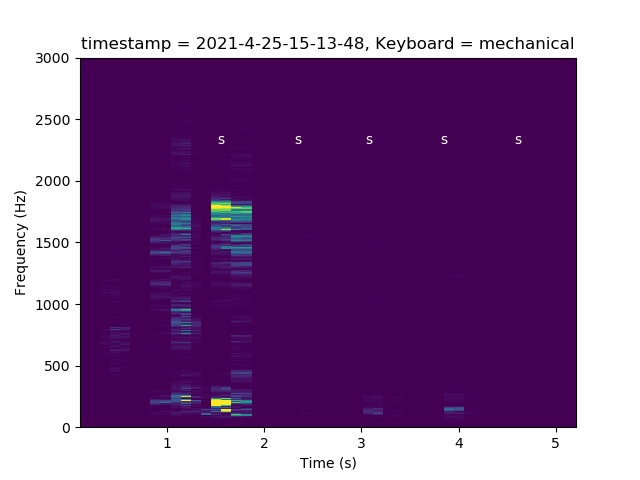 timestamp = 2021-4-25-15-13-48, Keyboard = mechanical
3000
2500
2000
1500
1000
500
0
Frequency (Hz)
s s s s s
1 2 3 4 5
Time (s)